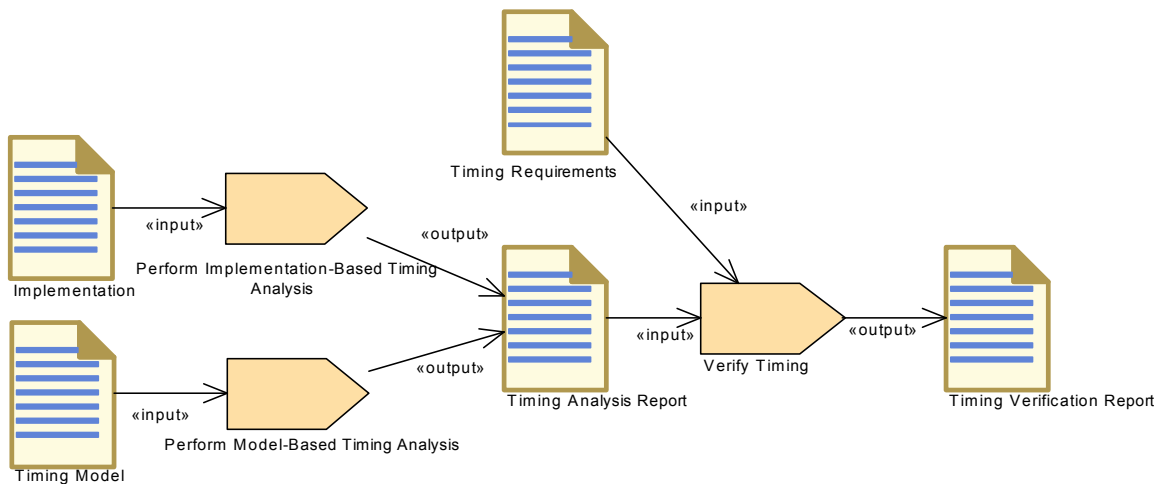 Timing Requirements
«input»
«input»
«output»
Perform Implementation-Based Timing
Analysis
Implementation
«input»
«output»
Verify Timing
«output»
Timing Analysis Report
Timing Verification Report
«input»
Perform Model-Based Timing Analysis
Timing Model